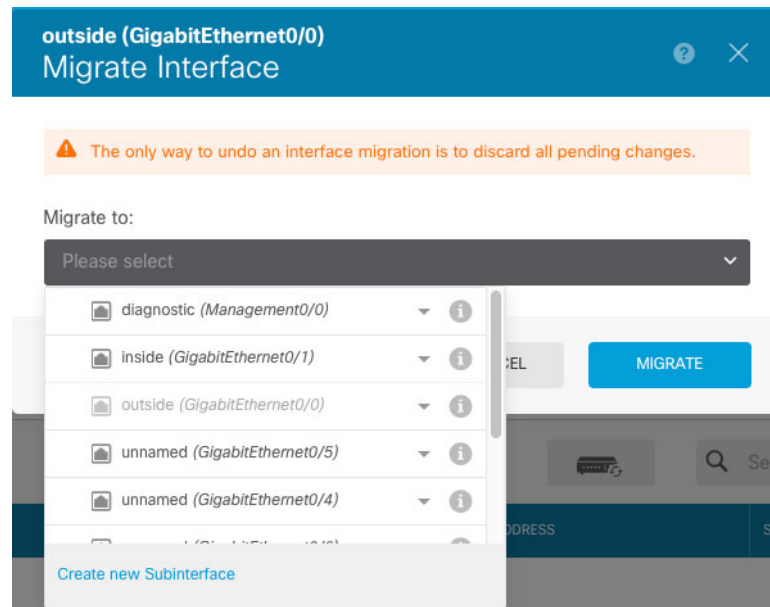 outside (GigabitEthernet0/0)
Migrate Interface
The only way to undo an interface migration is to discard all pending changes.
Migrate to:
Please select
diagnostic (Management0/0)
inside (GigabitEthernet0/1)
outside (GigabitEthernet0/0)
unnamed (GigabitEthernet0/5)
unnamed (GigabitEthernet0/4)
Create new Subinterface
MIGRATE